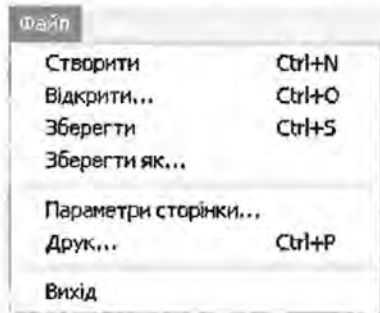 Файл
Створити Ctrl+N
Відкрити... Ctrl+O
Зберегти Ctrl+S
Зберегти як...
Параметри сторінки...
Друк... Ctrl+P
Вихід